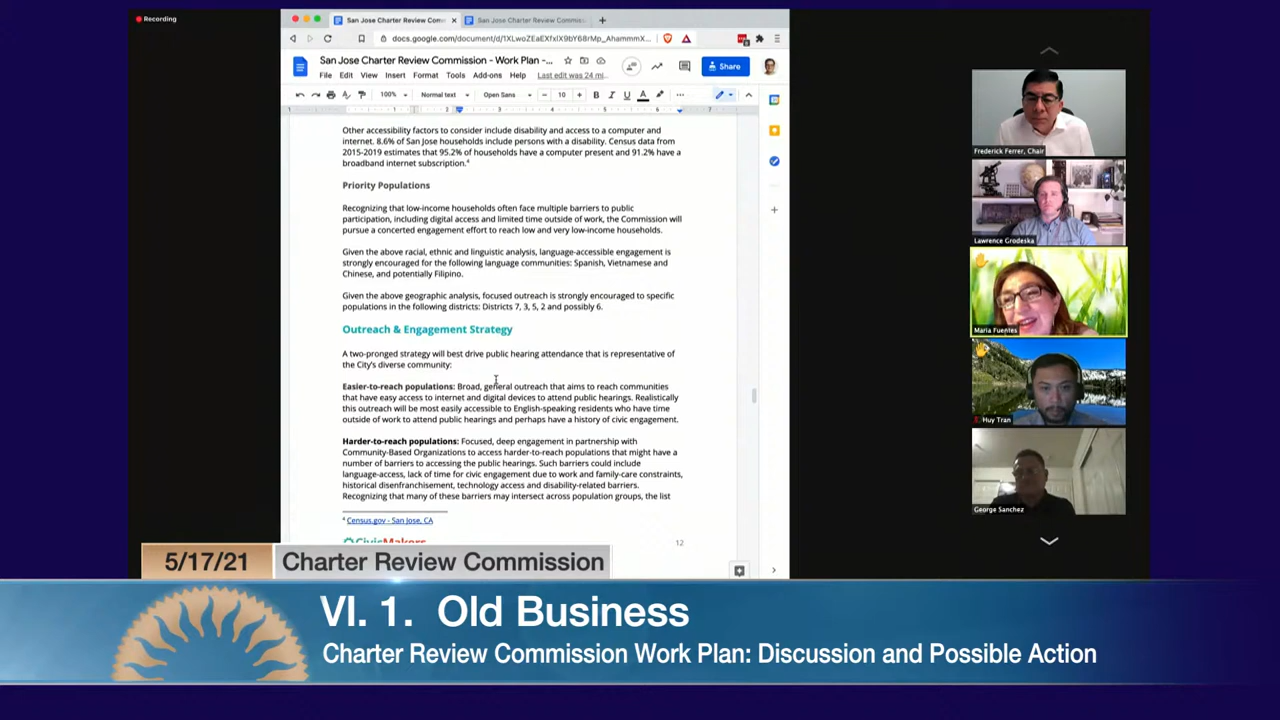 Recording
San Jose Charter Review Com
San Jose Charter Review Commiss
docs.google.com/document/d/1XLwoZEaEXfxlX9bY68rMp_AhammmX...
San Jose Charter Review Commission - Work Plan -...
Share
File Edit View Insert Format Tools Add-ons Help Last edit was 24 mi...
100% Normal text Open Sans 10 B I U A
Other accessibility factors to consider include disability and access to a computer and
internet. 8.6% of San Jose households include persons with a disability. Census data from
2015-2019 estimates that 95.2% of households have a computer present and 91.2% have a
broadband internet subscription.⁴
Priority Populations
Recognizing that low-income households often face multiple barriers to public
participation, including digital access and limited time outside of work, the Commission will
pursue a concerted engagement effort to reach low and very low-income households.
Given the above racial, ethnic and linguistic analysis, language-accessible engagement is
strongly encouraged for the following language communities: Spanish, Vietnamese and
Chinese, and potentially Filipino.
Given the above geographic analysis, focused outreach is strongly encouraged to specific
populations in the following districts: Districts 7, 3, 5, 2 and possibly 6.
Outreach & Engagement Strategy
A two-pronged strategy will best drive public hearing attendance that is representative of
the City's diverse community:
Easier-to-reach populations: Broad, general outreach that aims to reach communities
that have easy access to internet and digital devices to attend public hearings. Realistically
this outreach will be most easily accessible to English-speaking residents who have time
outside of work to attend public hearings and perhaps have a history of civic engagement.
Harder-to-reach populations: Focused, deep engagement in partnership with
Community-Based Organizations to access harder-to-reach populations that might have a
number of barriers to accessing the public hearings. Such barriers could include
language-access, lack of time for civic engagement due to work and family-care constraints,
historical disenfranchisement, technology access and disability-related barriers.
Recognizing that many of these barriers may intersect across population groups, the list
⁴ Census.gov - San Jose, CA
CivicMakers
12
Frederick Ferrer, Chair
Lawrence Grodeska
Maria Fuentes
Huy Tran
George Sanchez
5/17/21 Charter Review Commission
VI. 1. Old Business
Charter Review Commission Work Plan: Discussion and Possible Action